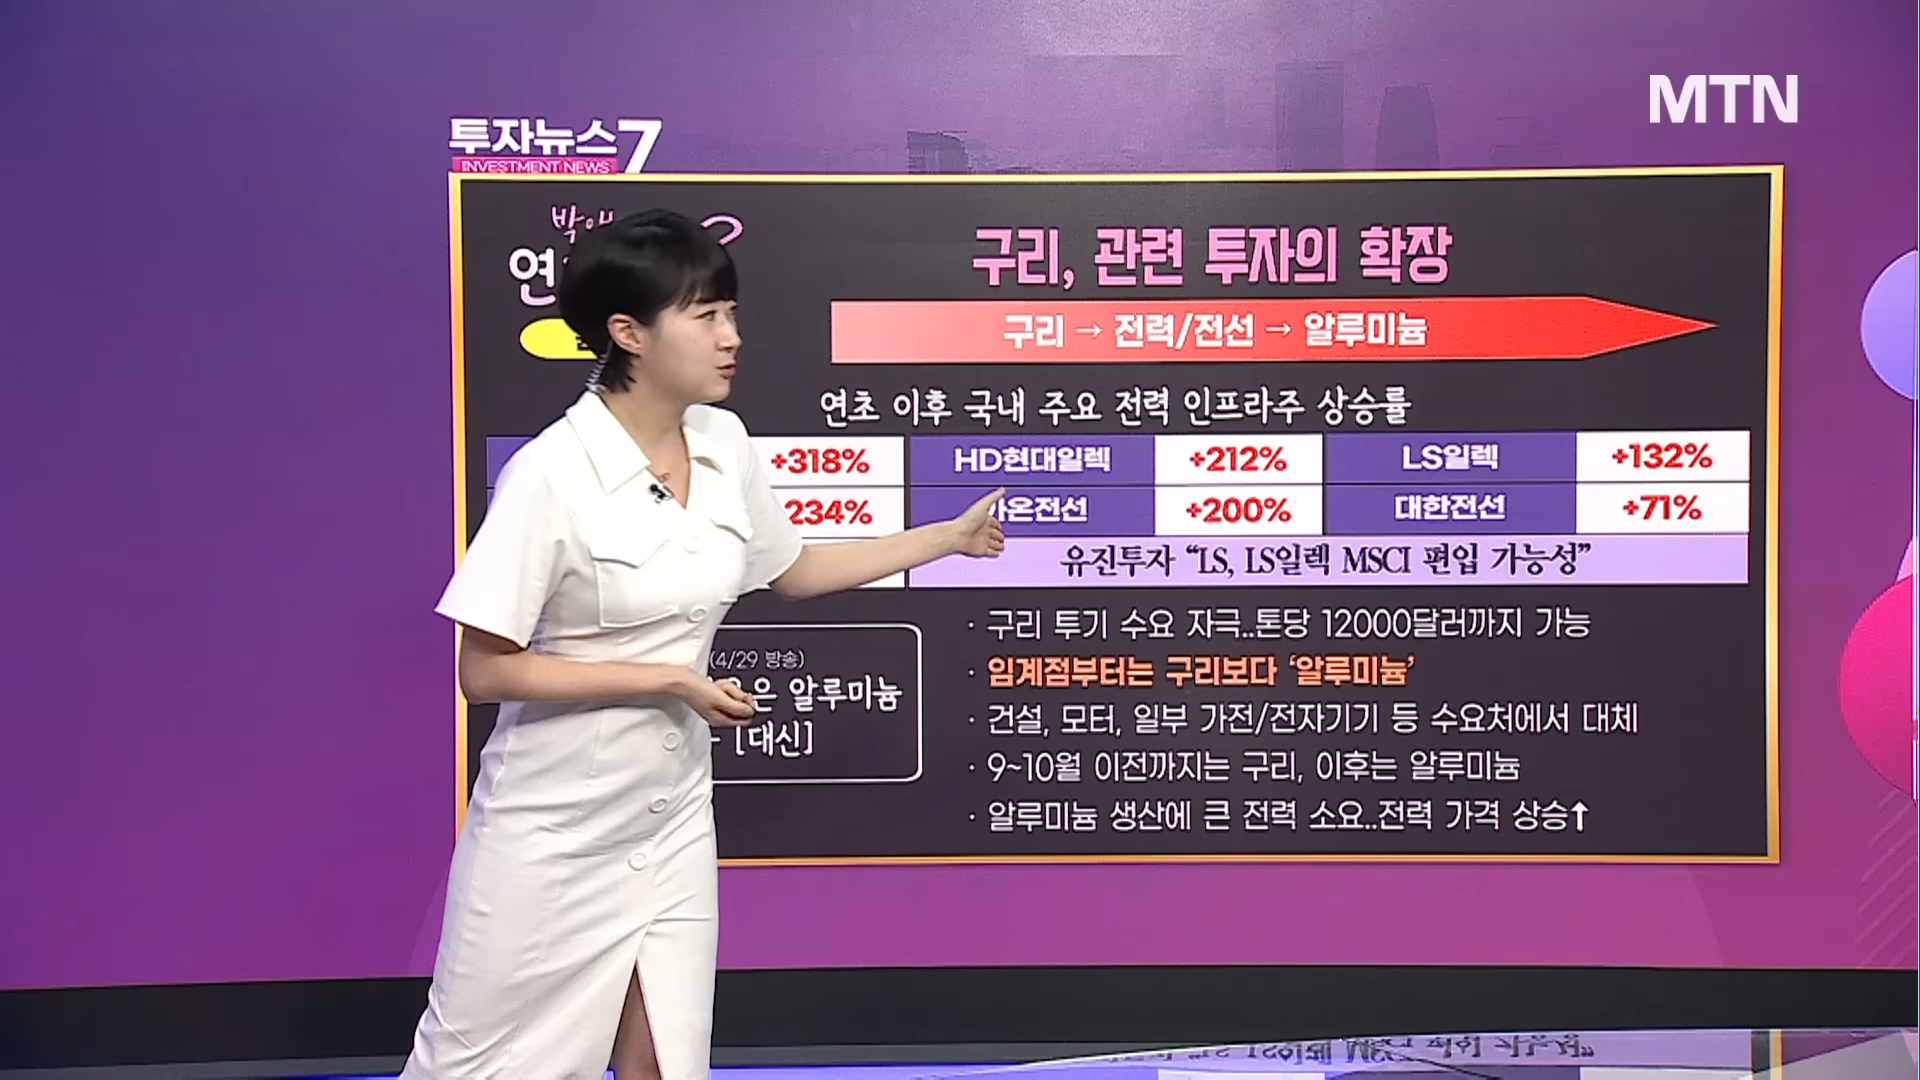 MTN
투자뉴스7
INVESTMENT NEWS
구리, 관련 투자의 확장
구리 → 전력/전선 → 알루미늄
연초 이후 국내 주요 전력 인프라주 상승률
+318% HD현대일렉 +212% LS일렉 +132%
234% +200% 대한전선 +71%
유진투자 “LS, LS일렉 MSCI 편입 가능성”
(4/29 방송)
은 알루미늄
[대신]
· 구리 투기 수요 자극..톤당 12000달러까지 가능
· 임계점부터는 구리보다 ‘알루미늄’
· 건설, 모터, 일부 가전/전자기기 등 수요처에서 대체
· 9~10월 이전까지는 구리, 이후는 알루미늄
· 알루미늄 생산에 큰 전력 소요..전력 가격 상승↑